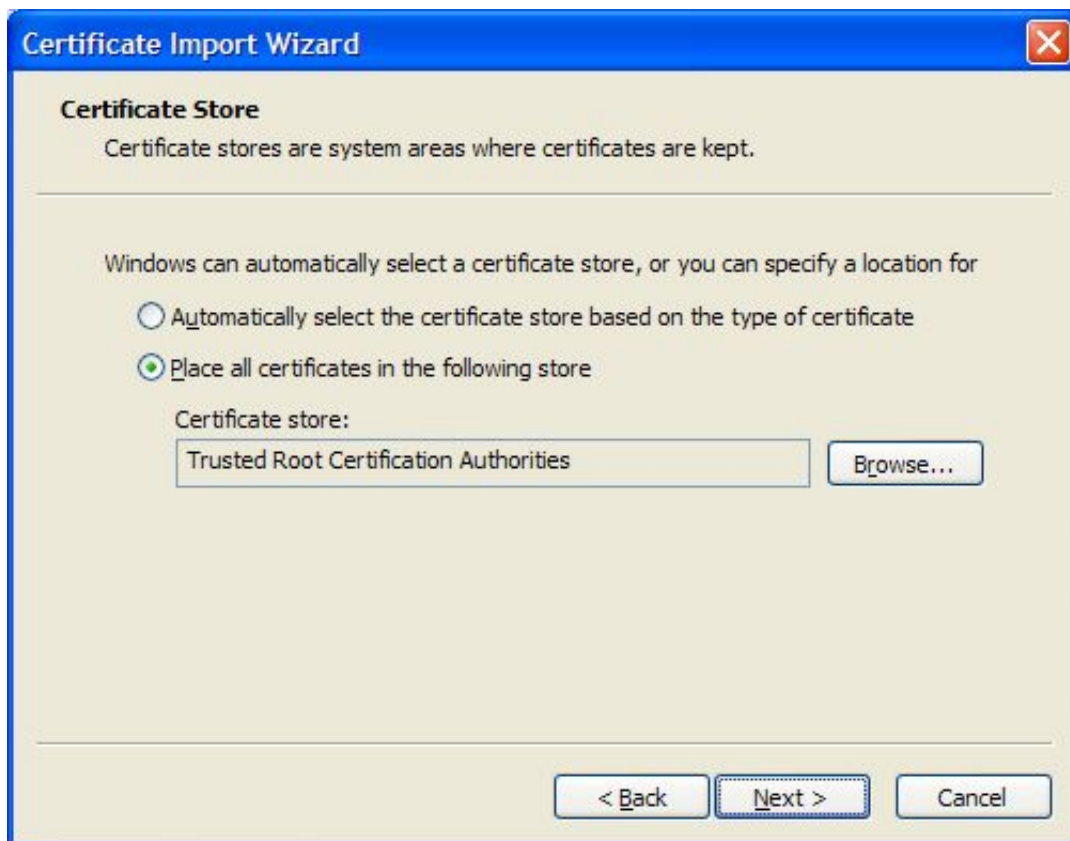 Certificate Import Wizard
Certificate Store
Certificate stores are system areas where certificates are kept.
Windows can automatically select a certificate store, or you can specify a location for
Automatically select the certificate store based on the type of certificate
Place all certificates in the following store
Certificate store:
Trusted Root Certification Authorities
Browse...
< Back
Next >
Cancel